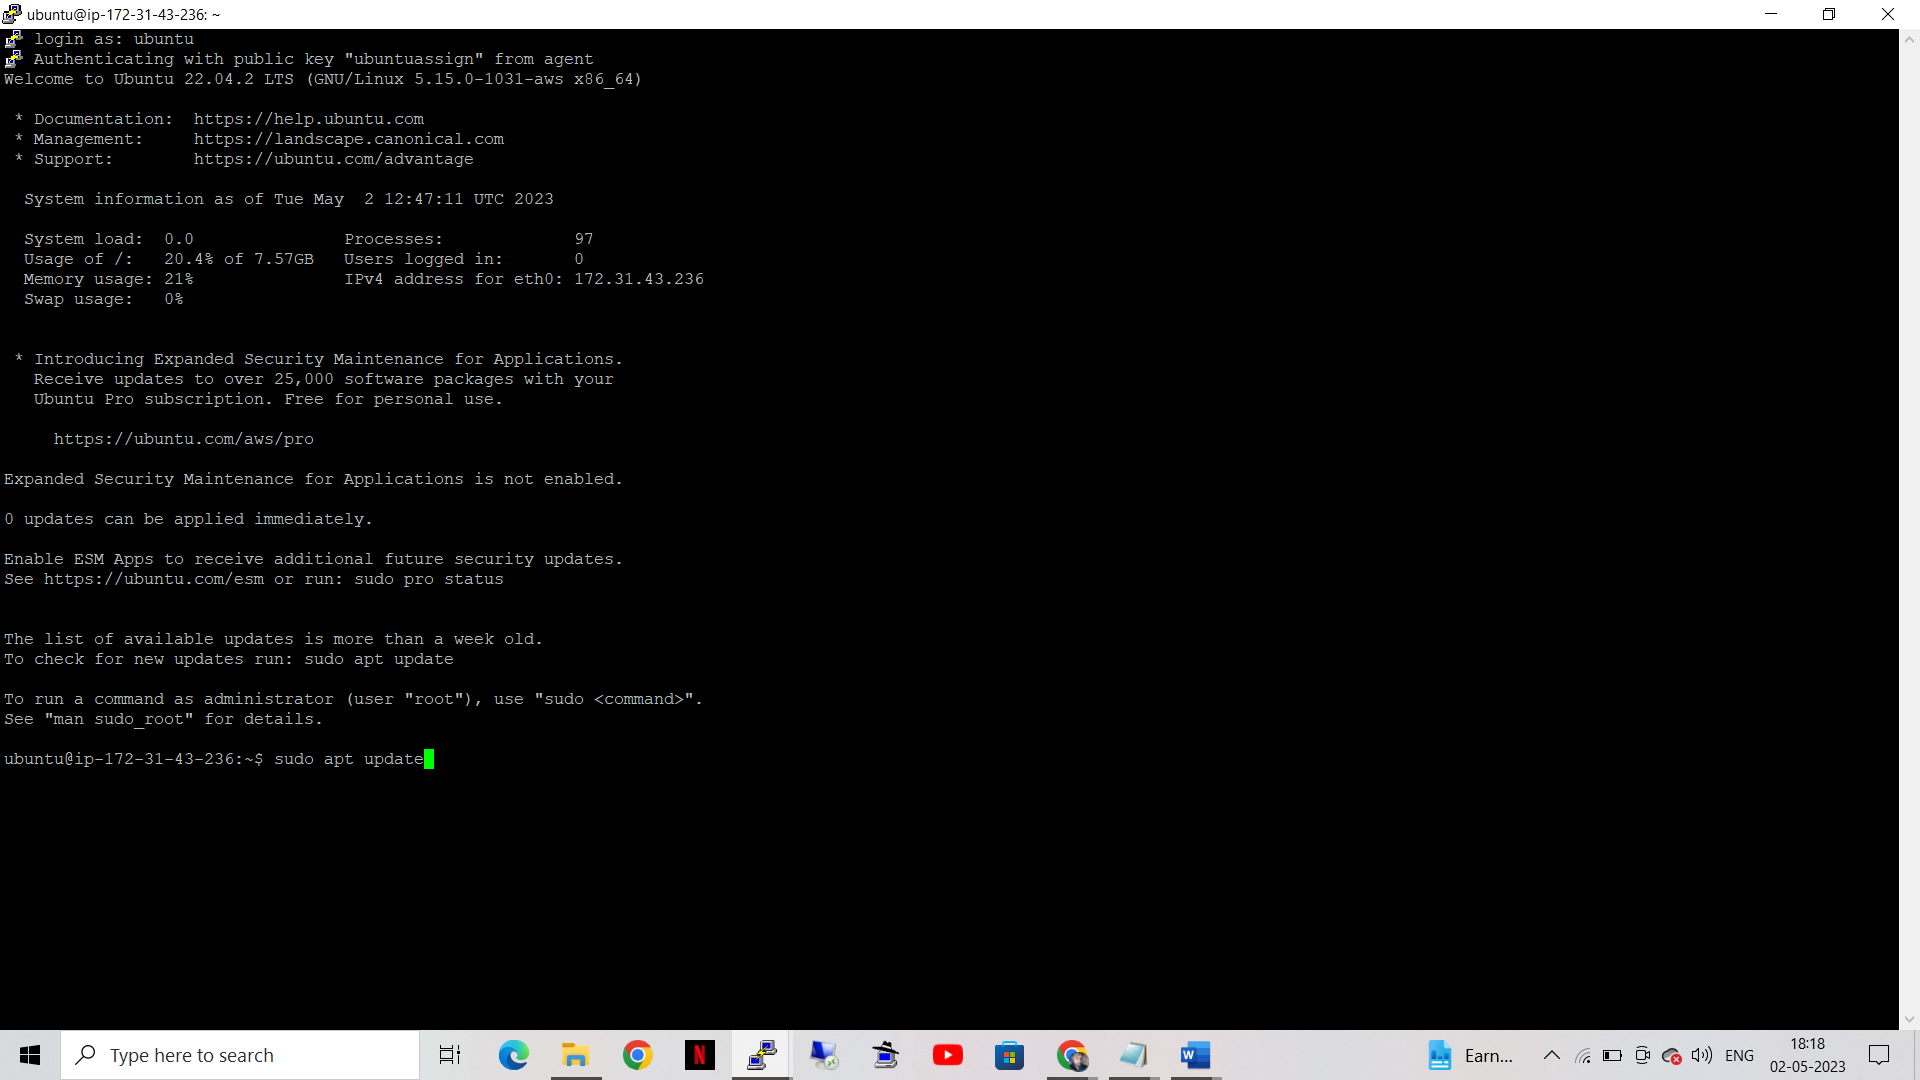 ubuntu@ip-172-31-43-236: ~
login as: ubuntu
Authenticating with public key "ubuntuassign" from agent
Welcome to Ubuntu 22.04.2 LTS (GNU/Linux 5.15.0-1031-aws x86_64)
* Documentation:  https://help.ubuntu.com
* Management:     https://landscape.canonical.com
* Support:        https://ubuntu.com/advantage
System information as of Tue May  2 12:47:11 UTC 2023
System load:  0.0               Processes:             97
Usage of /:   20.4% of 7.57GB   Users logged in:       0
Memory usage: 21%               IPv4 address for eth0: 172.31.43.236
Swap usage:   0%
* Introducing Expanded Security Maintenance for Applications.
Receive updates to over 25,000 software packages with your
Ubuntu Pro subscription. Free for personal use.
https://ubuntu.com/aws/pro
Expanded Security Maintenance for Applications is not enabled.
0 updates can be applied immediately.
Enable ESM Apps to receive additional future security updates.
See https://ubuntu.com/esm or run: sudo pro status
The list of available updates is more than a week old.
To check for new updates run: sudo apt update
To run a command as administrator (user "root"), use "sudo <command>".
See "man sudo_root" for details.
ubuntu@ip-172-31-43-236:~$ sudo apt update
Type here to search
N
W
Earn...
ENG
18:18
02-05-2023